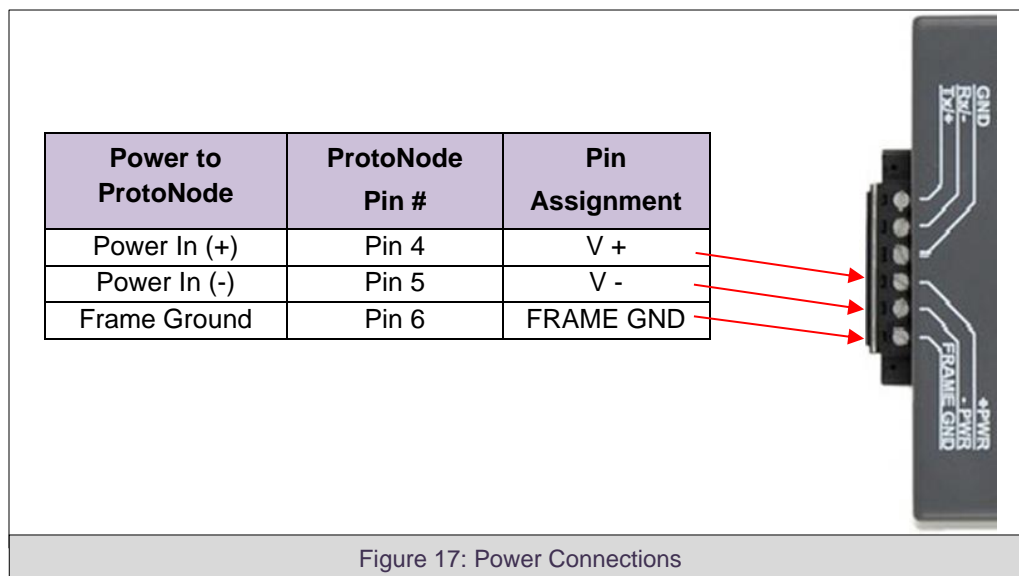 Power to ProtoNode | ProtoNode Pin # | Pin Assignment
Power In (+) | Pin 4 | V +
Power In (-) | Pin 5 | V -
Frame Ground | Pin 6 | FRAME GND
Tx/+
Rx/-
GND
FRAME GND
- PWR
+PWR
Figure 17: Power Connections